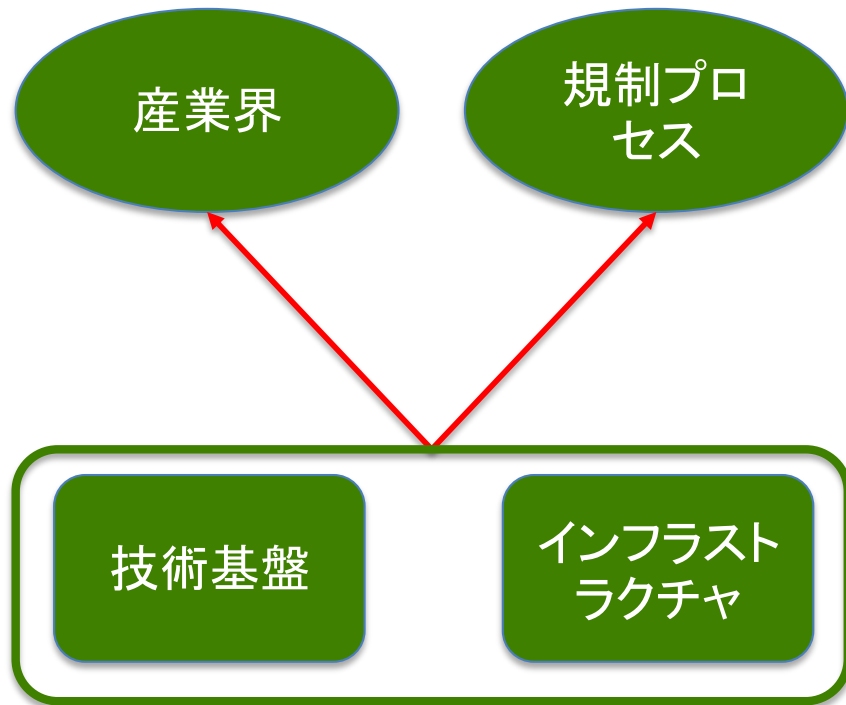 産業界
規制プロ
セス
技術基盤
インフラスト
ラクチャ